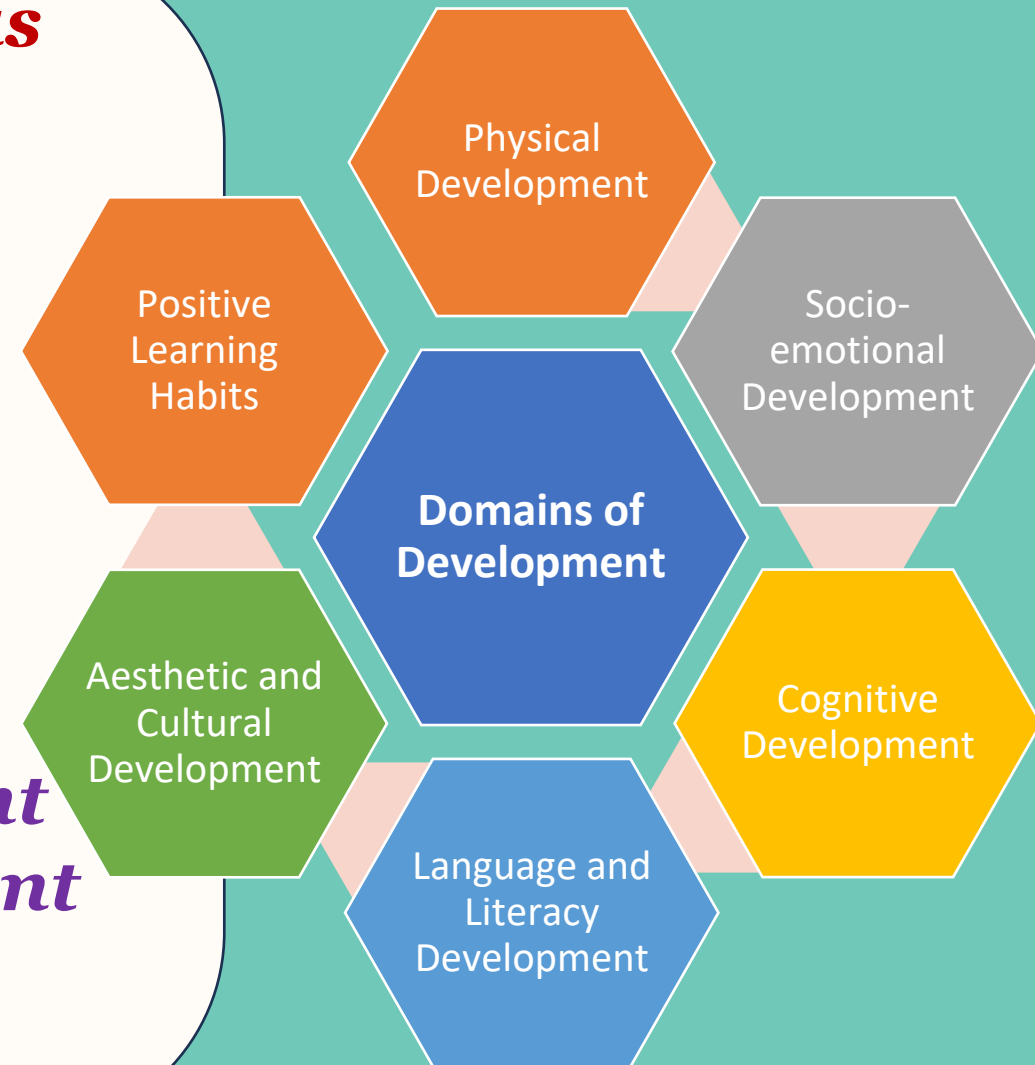 Physical
Development
Positive
Learning
Habits
Socio-
emotional
Development
Domains of
Development
Aesthetic and
Cultural
Development
Cognitive
Development
Language and
Literacy
Development